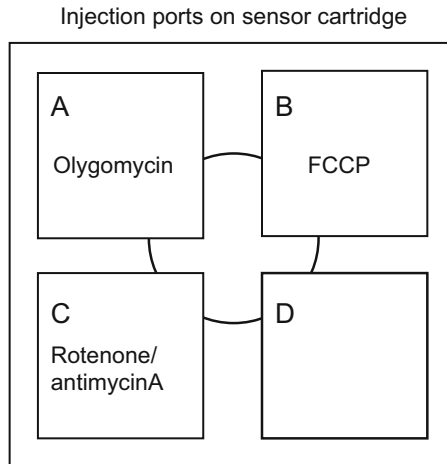 Injection ports on sensor cartridge
A
Olygomycin
B
FCCP
C
Rotenone/
antimycinA
D